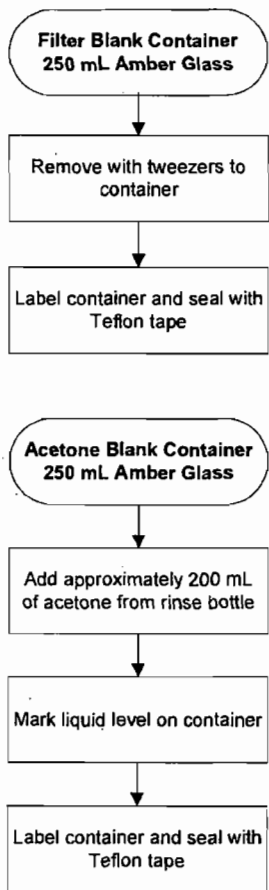 Filter Blank Container
250 mL Amber Glass
Remove with tweezers to
container
Label container and seal with
Teflon tape
Acetone Blank Container
250 mL Amber Glass
Add approximately 200 mL
of acetone from rinse bottle
Mark liquid level on container
Label container and seal with
Teflon tape